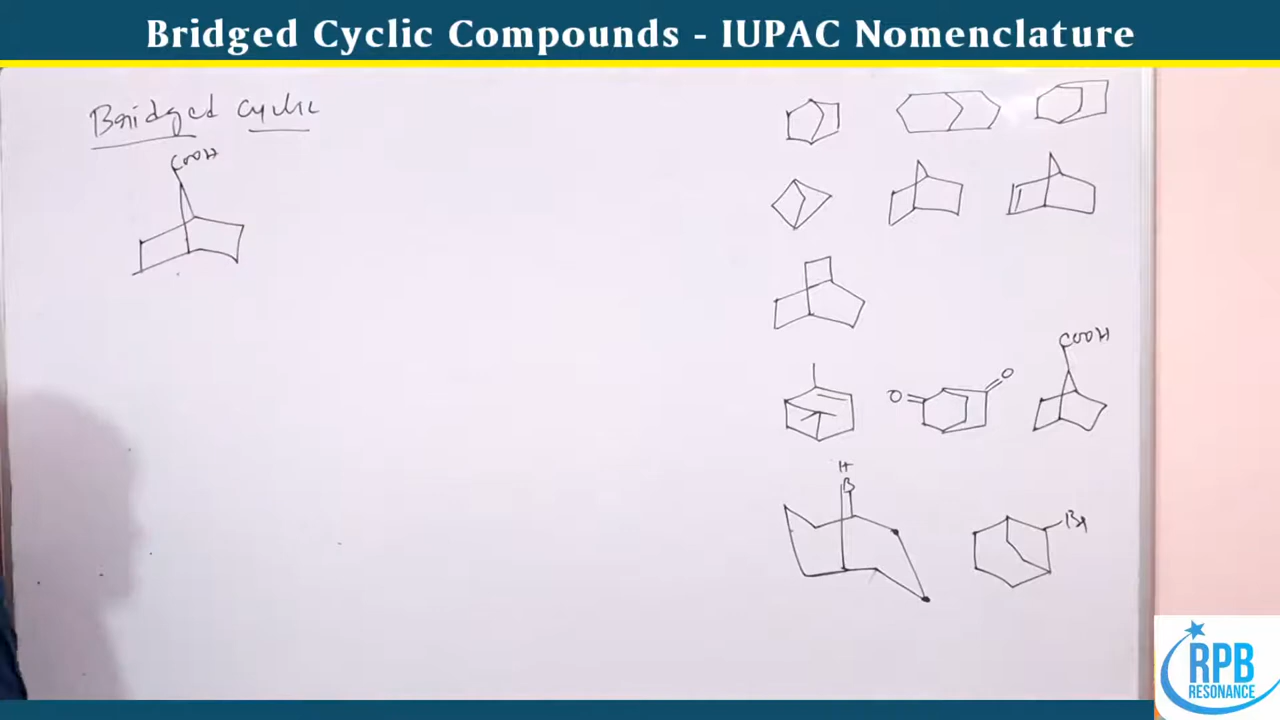 Bridged Cyclic Compounds - IUPAC Nomenclature
Bridged Cyclic
COOH
O
O
COOH
H
B
Br
RPB
RESONANCE